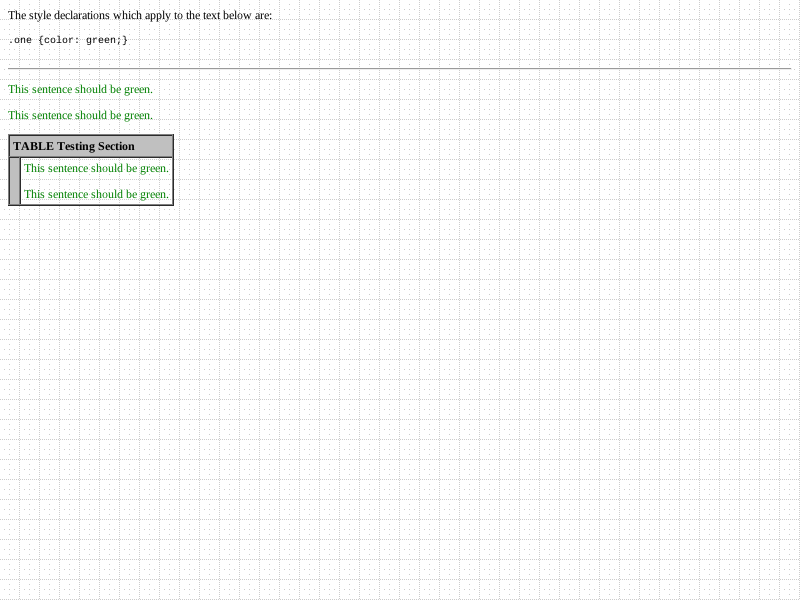 The style declarations which apply to the text below are:
.one {color: green;}
This sentence should be green.
This sentence should be green.
TABLE Testing Section
This sentence should be green.
This sentence should be green.